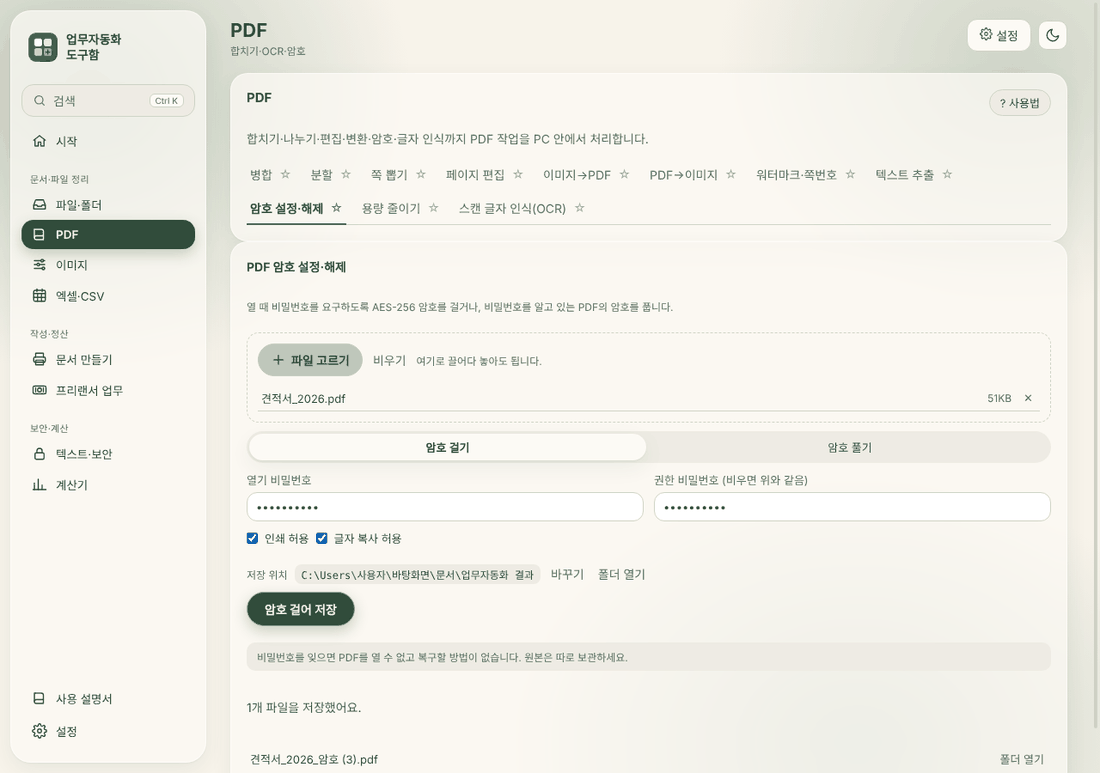 업무자동화
도구함
검색 Ctrl K
시작
문서·파일 정리
파일·폴더
PDF
이미지
엑셀·CSV
작성·정산
문서 만들기
프리랜서 업무
보안·계산
텍스트·보안
계산기
사용 설명서
설정
PDF
합치기·OCR·암호
설정
PDF
? 사용법
합치기·나누기·편집·변환·암호·글자 인식까지 PDF 작업을 PC 안에서 처리합니다.
병합 ☆ 분할 ☆ 쪽 뽑기 ☆ 페이지 편집 ☆ 이미지→PDF ☆ PDF→이미지 ☆ 워터마크·쪽번호 ☆ 텍스트 추출 ☆
암호 설정·해제 ☆ 용량 줄이기 ☆ 스캔 글자 인식(OCR) ☆
PDF 암호 설정·해제
열 때 비밀번호를 요구하도록 AES-256 암호를 걸거나, 비밀번호를 알고 있는 PDF의 암호를 풉니다.
+ 파일 고르기 비우기 여기로 끌어다 놓아도 됩니다.
견적서_2026.pdf 51KB ×
암호 걸기 암호 풀기
열기 비밀번호 권한 비밀번호 (비우면 위와 같음)
•••••••••• ••••••••••
인쇄 허용 글자 복사 허용
저장 위치 C:\Users\사용자\바탕화면\문서\업무자동화 결과 바꾸기 폴더 열기
암호 걸어 저장
비밀번호를 잊으면 PDF를 열 수 없고 복구할 방법이 없습니다. 원본은 따로 보관하세요.
1개 파일을 저장했어요.
견적서_2026_암호 (3).pdf 폴더 열기